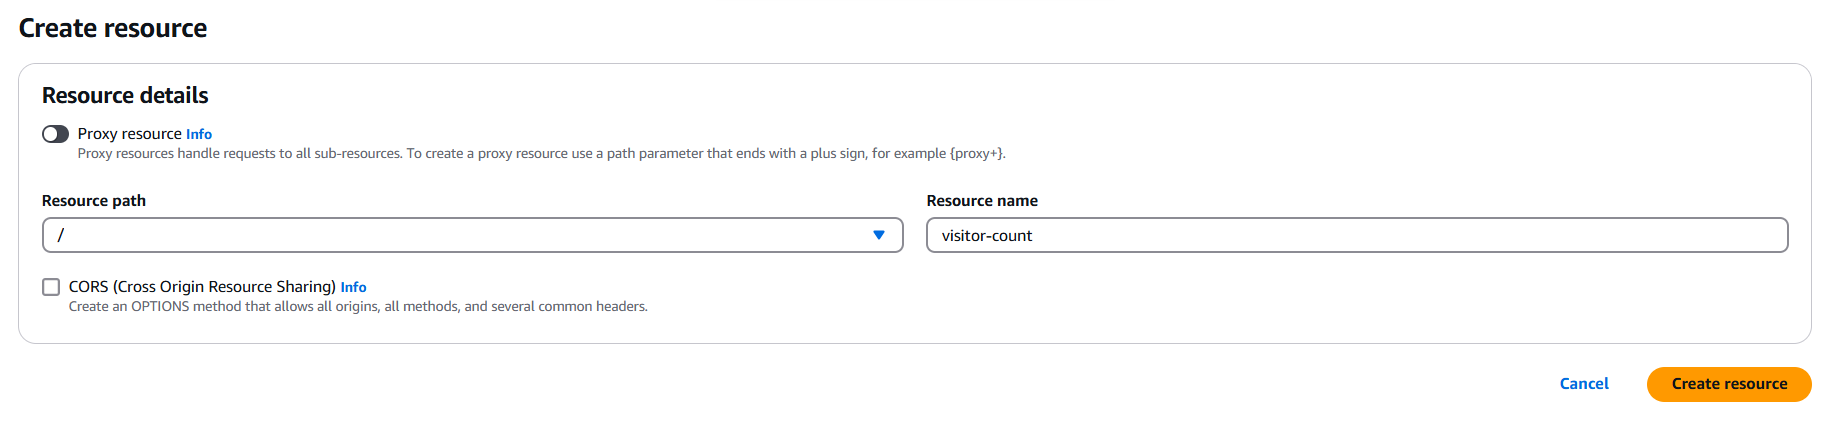 Create resource
Resource details
Proxy resource Info
Proxy resources handle requests to all sub-resources. To create a proxy resource use a path parameter that ends with a plus sign, for example {proxy+}.
Resource path
Resource name
/
visitor-count
CORS (Cross Origin Resource Sharing) Info
Create an OPTIONS method that allows all origins, all methods, and several common headers.
Cancel
Create resource